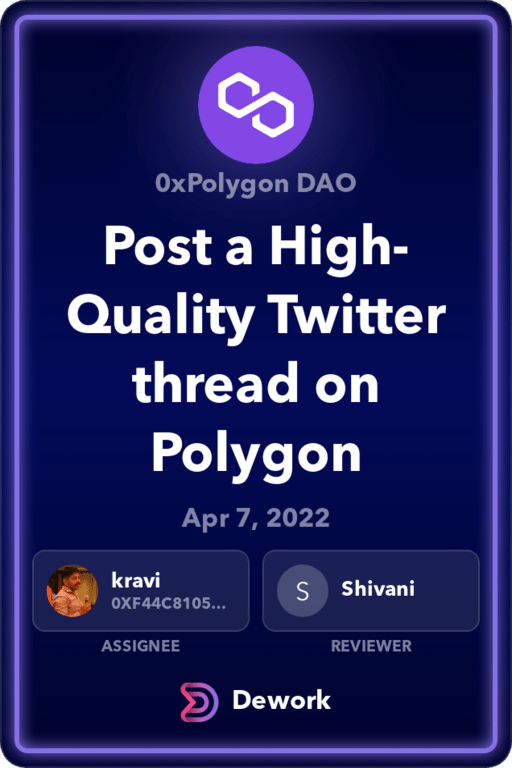 0xPolygon DAO
Post a High-
Quality Twitter
thread on
Polygon
Apr 7, 2022
kravi
0XF44C8105...
S
Shivani
ASSIGNEE
REVIEWER
Dework